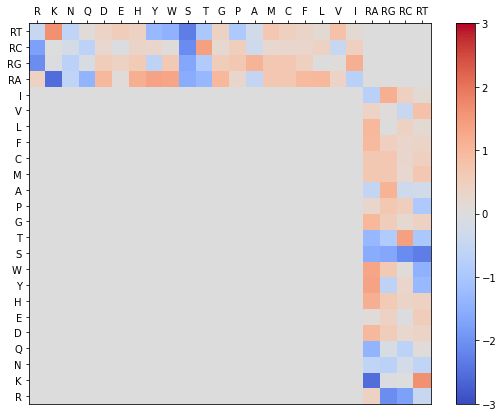 R K N Q D E H Y W S T G P A M C F L V I RA RG RC RT
RT
RC
RG
RA
I
V
L
F
C
M
A
P
G
T
S
W
Y
H
E
D
Q
N
K
R
3
2
1
0
−1
−2
−3